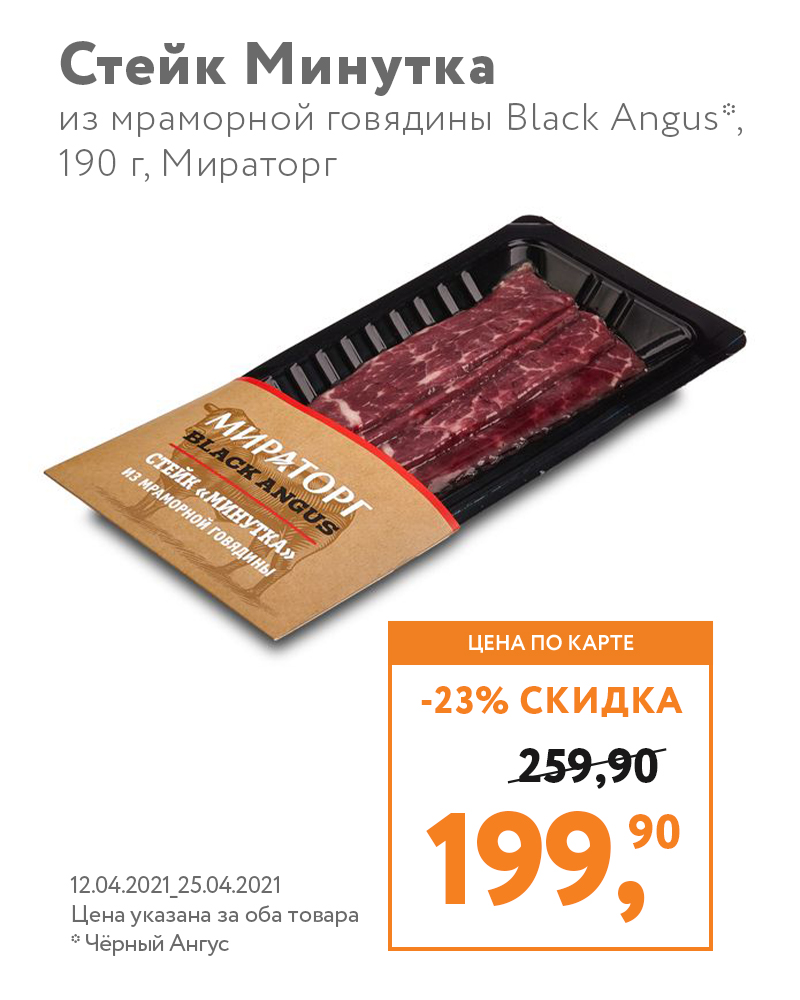 Стейк Минутка
из мраморной говядины Black Angus*,
190 г, Мираторг
МИРАТОРГ
BLACK ANGUS
СТЕЙК «МИНУТКА»
ИЗ МРАМОРНОЙ ГОВЯДИНЫ
ЦЕНА ПО КАРТЕ
-23% СКИДКА
259,90
199,90
12.04.2021_25.04.2021
Цена указана за оба товара
* Чёрный Ангус